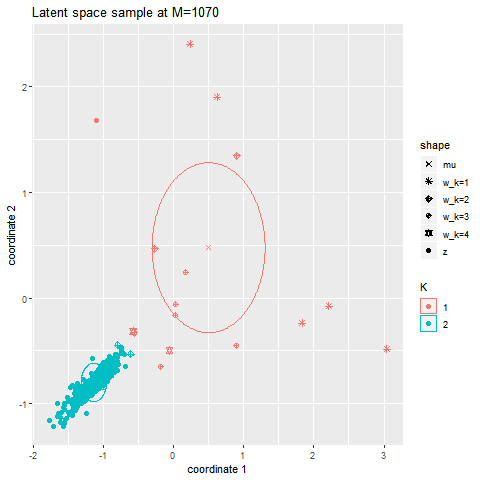 Latent space sample at M=1070
coordinate 2
2
1
0
-1
-2
-1
0
1
2
3
coordinate 1
shape
mu
w_k=1
w_k=2
w_k=3
w_k=4
z
K
1
2